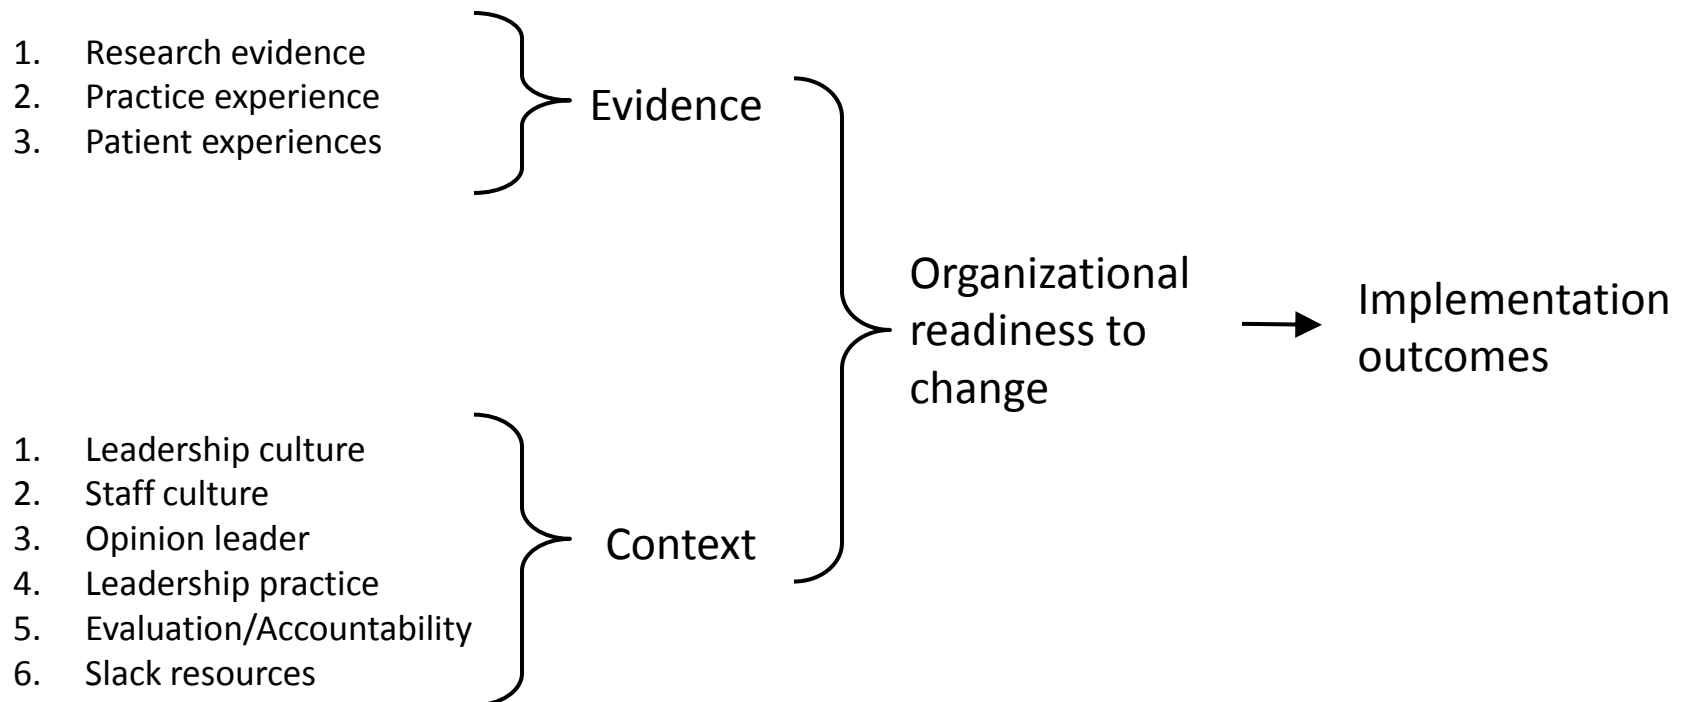 1. Research evidence
2. Practice experience
3. Patient experiences
Evidence
Organizational
readiness to
change
Implementation
outcomes
1. Leadership culture
2. Staff culture
3. Opinion leader
4. Leadership practice
5. Evaluation/Accountability
6. Slack resources
Context